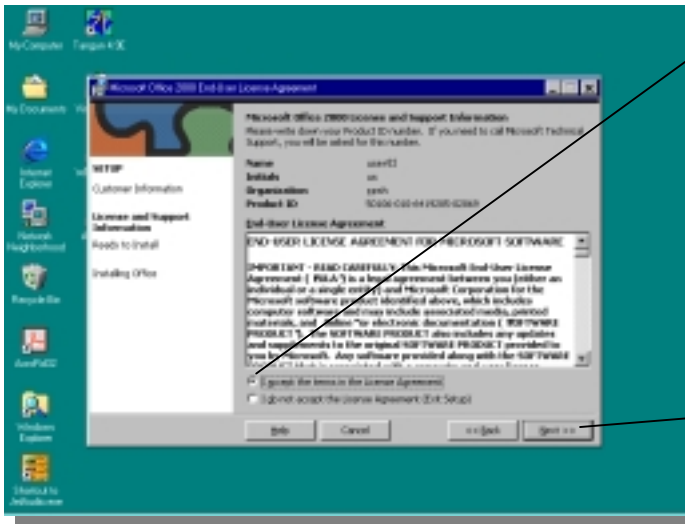 My Computer
Tangun 4.0E
My Documents
Internet
Explorer
Network
Neighborhood
Recycle Bin
Windows
Explorer
Shortcut to
Microsoft Office 2000 End-User License Agreement
SETUP
Customer Information
License and Support
Information
Ready to Install
Installing Office
Microsoft Office 2000 License and Support Information
Please write down your Product ID number. If you need to call Microsoft Technical
Support, you will be asked for this number.
Name user02
Initials
Organization
Product ID
End-User License Agreement
END-USER LICENSE AGREEMENT FOR MICROSOFT SOFTWARE
IMPORTANT - READ CAREFULLY: This Microsoft End-User License
Agreement ("EULA") is a legal agreement between you (either an
individual or a single entity) and Microsoft Corporation for the
Microsoft software product identified above, which includes
computer software and may include associated media, printed
materials, and "online" or electronic documentation ("SOFTWARE
PRODUCT"). The SOFTWARE PRODUCT also includes any updates
and supplements to the original SOFTWARE PRODUCT provided to
you by Microsoft. Any software provided along with the SOFTWARE
I accept the terms in the License Agreement
I do not accept the License Agreement (Exit Setup)
Help
Cancel
<< Back
Next >>